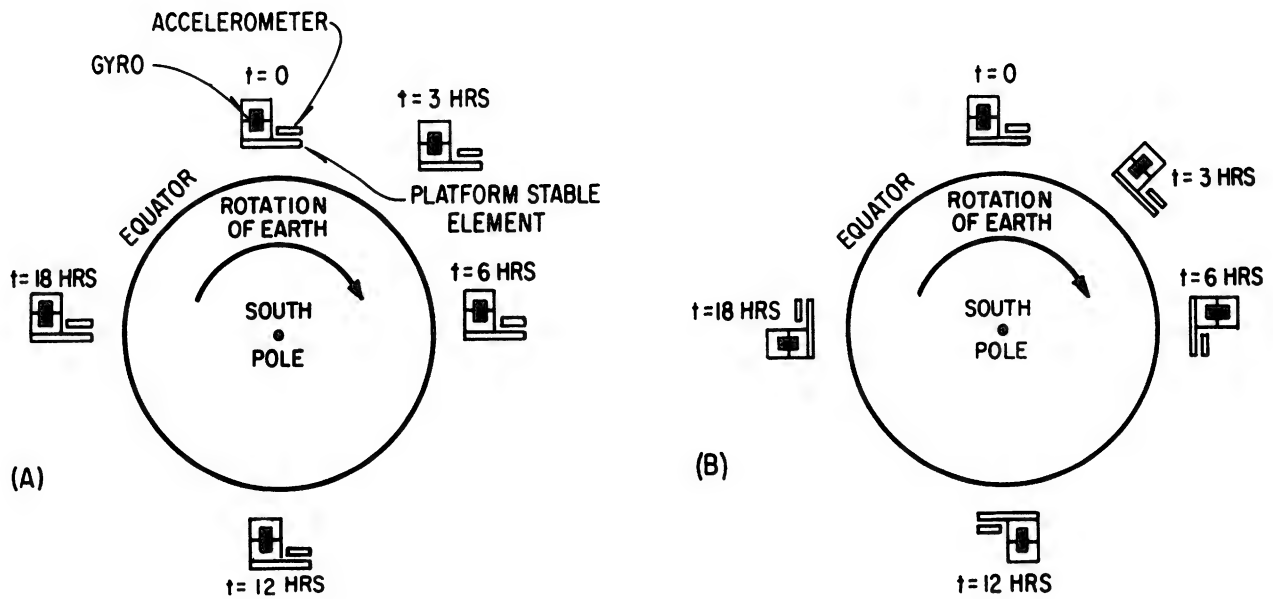 ACCELEROMETER
GYRO
t = 0
t = 3 HRS
PLATFORM STABLE
ELEMENT
EQUATOR
ROTATION
OF EARTH
t = 18 HRS
t = 6 HRS
SOUTH
POLE
(A)
t = 12 HRS
t = 0
t = 3 HRS
EQUATOR
ROTATION
OF EARTH
t = 6 HRS
t = 18 HRS
SOUTH
POLE
(B)
t = 12 HRS